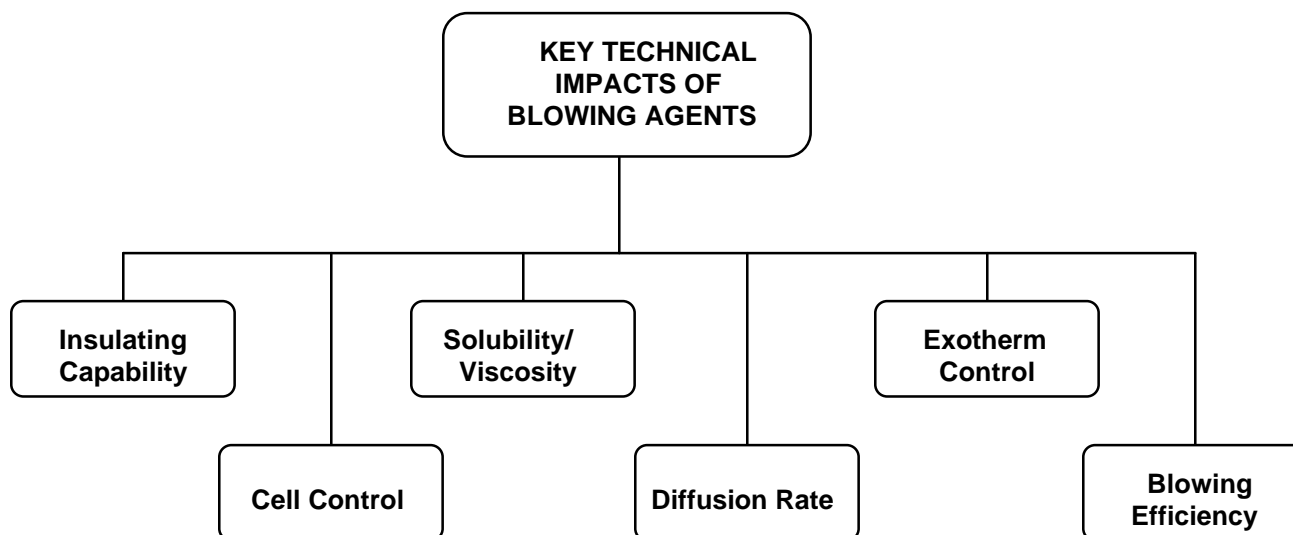 KEY TECHNICAL
IMPACTS OF
BLOWING AGENTS
Insulating
Capability
Solubility/
Viscosity
Exotherm
Control
Cell Control
Diffusion Rate
Blowing
Efficiency